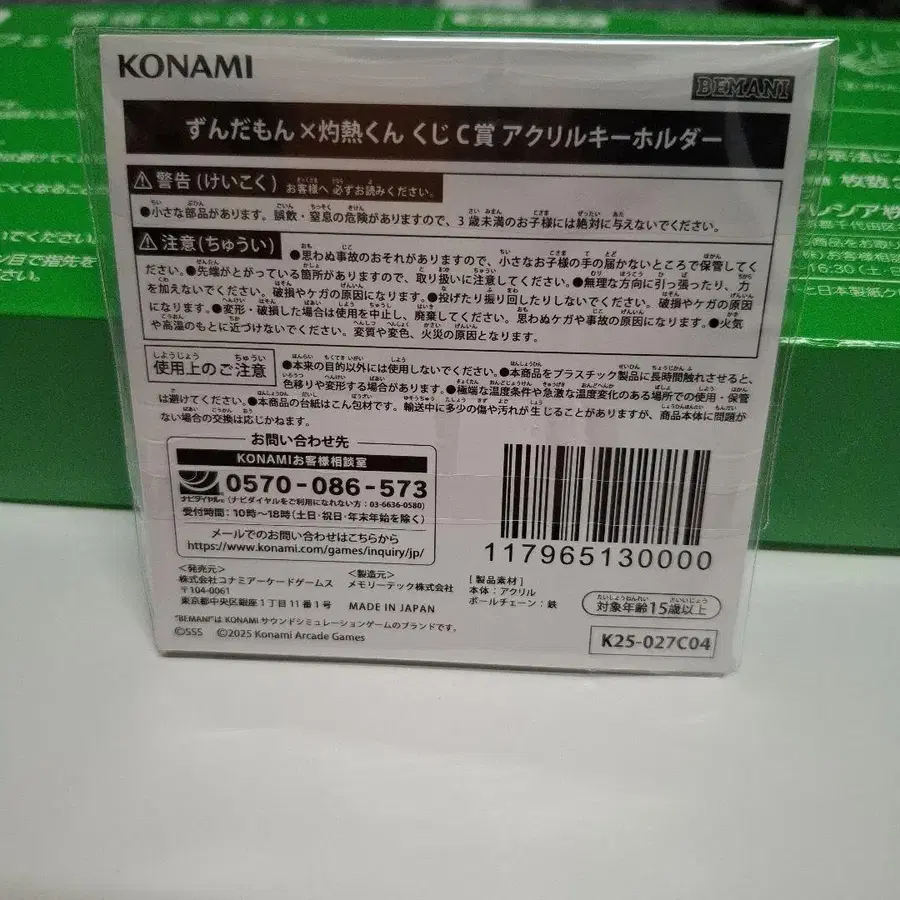 KONAMI
BEMANI
ずんだもん×灼熱くん くじ C賞 アクリルキーホルダー
⚠警告(けいこく) お客様へ 必ずお読みください。
●小さな部品があります。誤飲・窒息の危険がありますので、3歳未満のお子様には絶対に与えないでください。
⚠注意(ちゅうい) ●思わぬ事故のおそれがありますので、小さなお子様の手の届かないところで保管してく
ださい。●先端がとがっている箇所がありますので、取り扱いに注意してください。●無理な方向に引っ張ったり、力
を加えないでください。破損やケガの原因になります。●投げたり振り回したりしないでください。破損やケガの原因
になります。●変形・破損した場合は使用を中止し、廃棄してください。思わぬケガや事故の原因になります。●火気
や高温のもとに近づけないでください。変質や変色、火災の原因となります。
使用上のご注意 ●本来の目的以外には使用しないでください。●本商品をプラスチック製品に長時間触れさせると、
色移りや変形する場合があります。●極端な温度条件や急激な温度変化のある場所での使用・保管
は避けてください。●本商品の台紙はこん包材です。輸送中に多少の傷や汚れが生じることがありますが、商品本体に問題が
ない場合の交換は応じかねます。
お問い合わせ先
KONAMIお客様相談室
ナビダイヤル 0570-086-573
(ナビダイヤルをご利用になれない方:03-6636-0580)
受付時間:10時～18時(土日・祝日・年末年始を除く)
メールでのお問い合わせはこちらから
https://www.konami.com/games/inquiry/jp/
117965130000
<発売元>
株式会社コナミアーケードゲームス
〒104-0061
東京都中央区銀座1丁目11番1号
<製造元>
メモリーテック株式会社
MADE IN JAPAN
[製品素材]
本体:アクリル
ボールチェーン:鉄
対象年齢15歳以上
"BEMANI"は KONAMI サウンドシミュレーションゲームのブランドです。
©SSS ©2025 Konami Arcade Games
K25-027C04